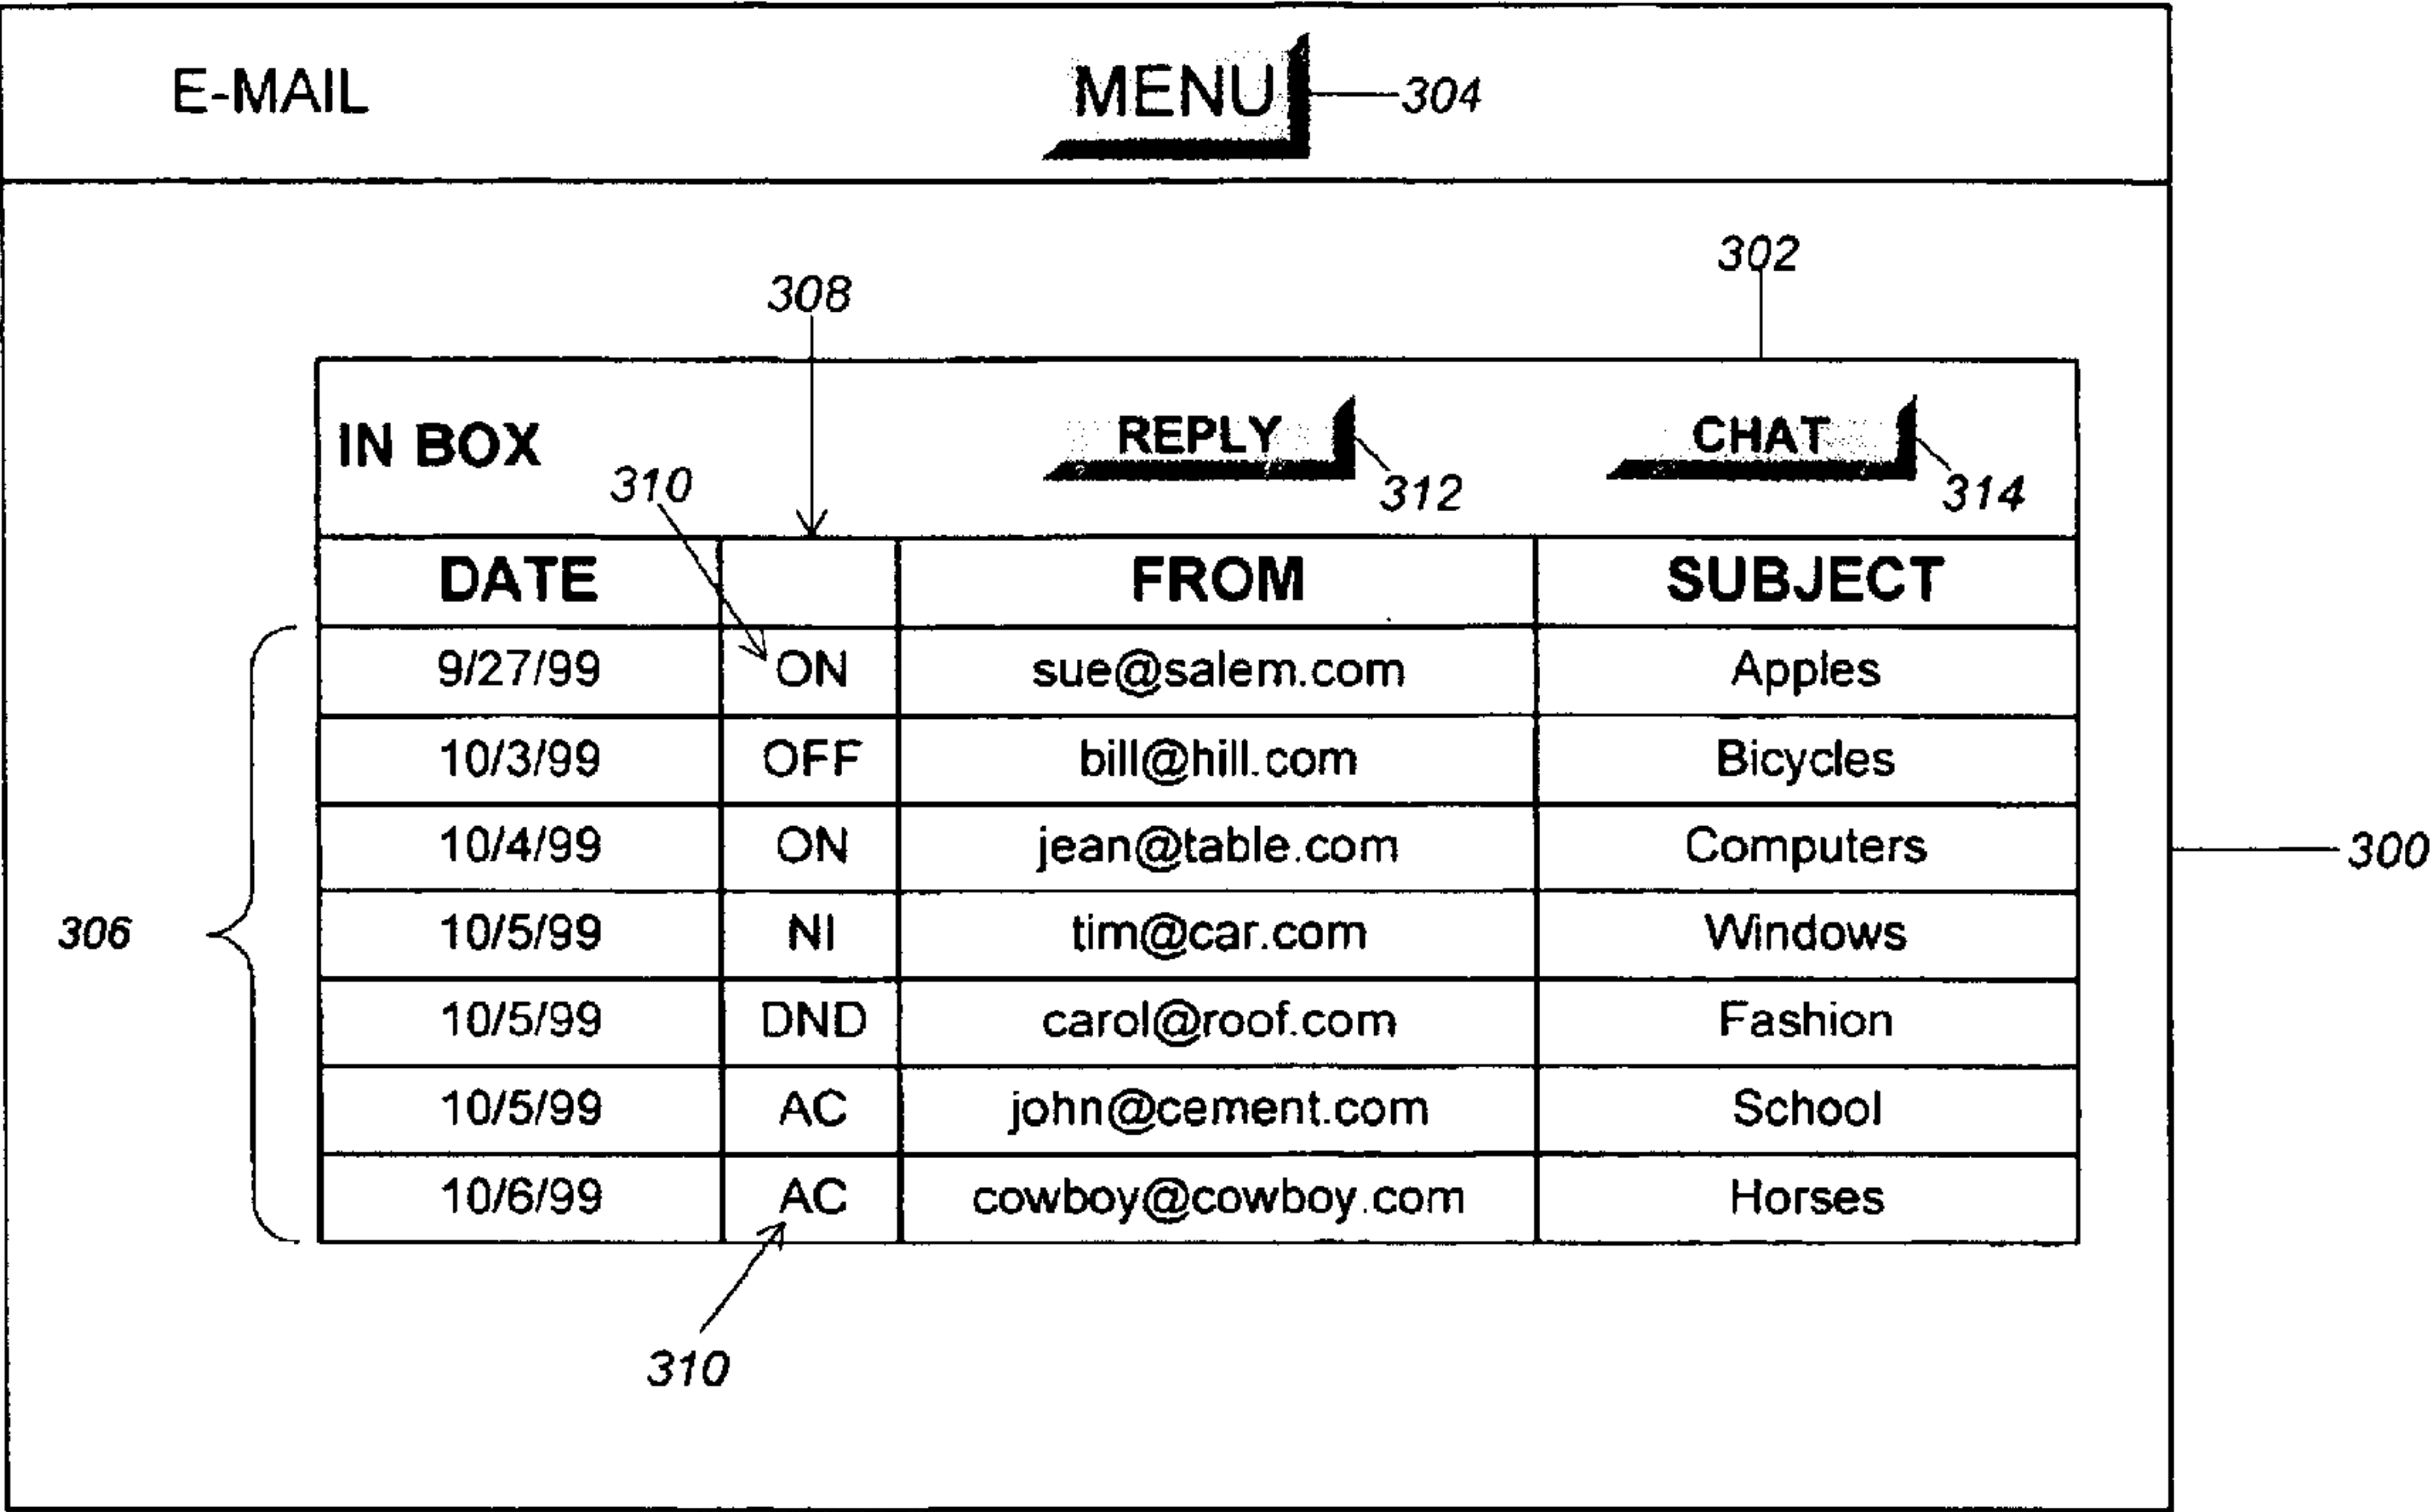 E-MAIL MENU 304
302
308
IN BOX REPLY CHAT
310 312 314
DATE FROM SUBJECT
9/27/99 ON sue@salem.com Apples
10/3/99 OFF bill@hill.com Bicycles
10/4/99 ON jean@table.com Computers
300
306
10/5/99 NI tim@car.com Windows
10/5/99 DND carol@roof.com Fashion
10/5/99 AC john@cement.com School
10/6/99 AC cowboy@cowboy.com Horses
310